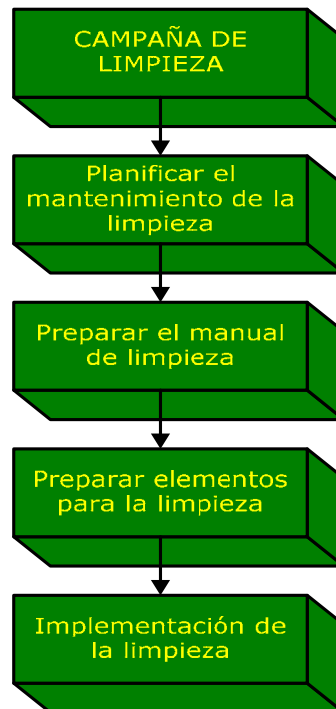 CAMPAÑA DE
LIMPIEZA
Planificar el
mantenimiento de la
limpieza
Preparar el manual
de limpieza
Preparar elementos
para la limpieza
Implementación de
la limpieza